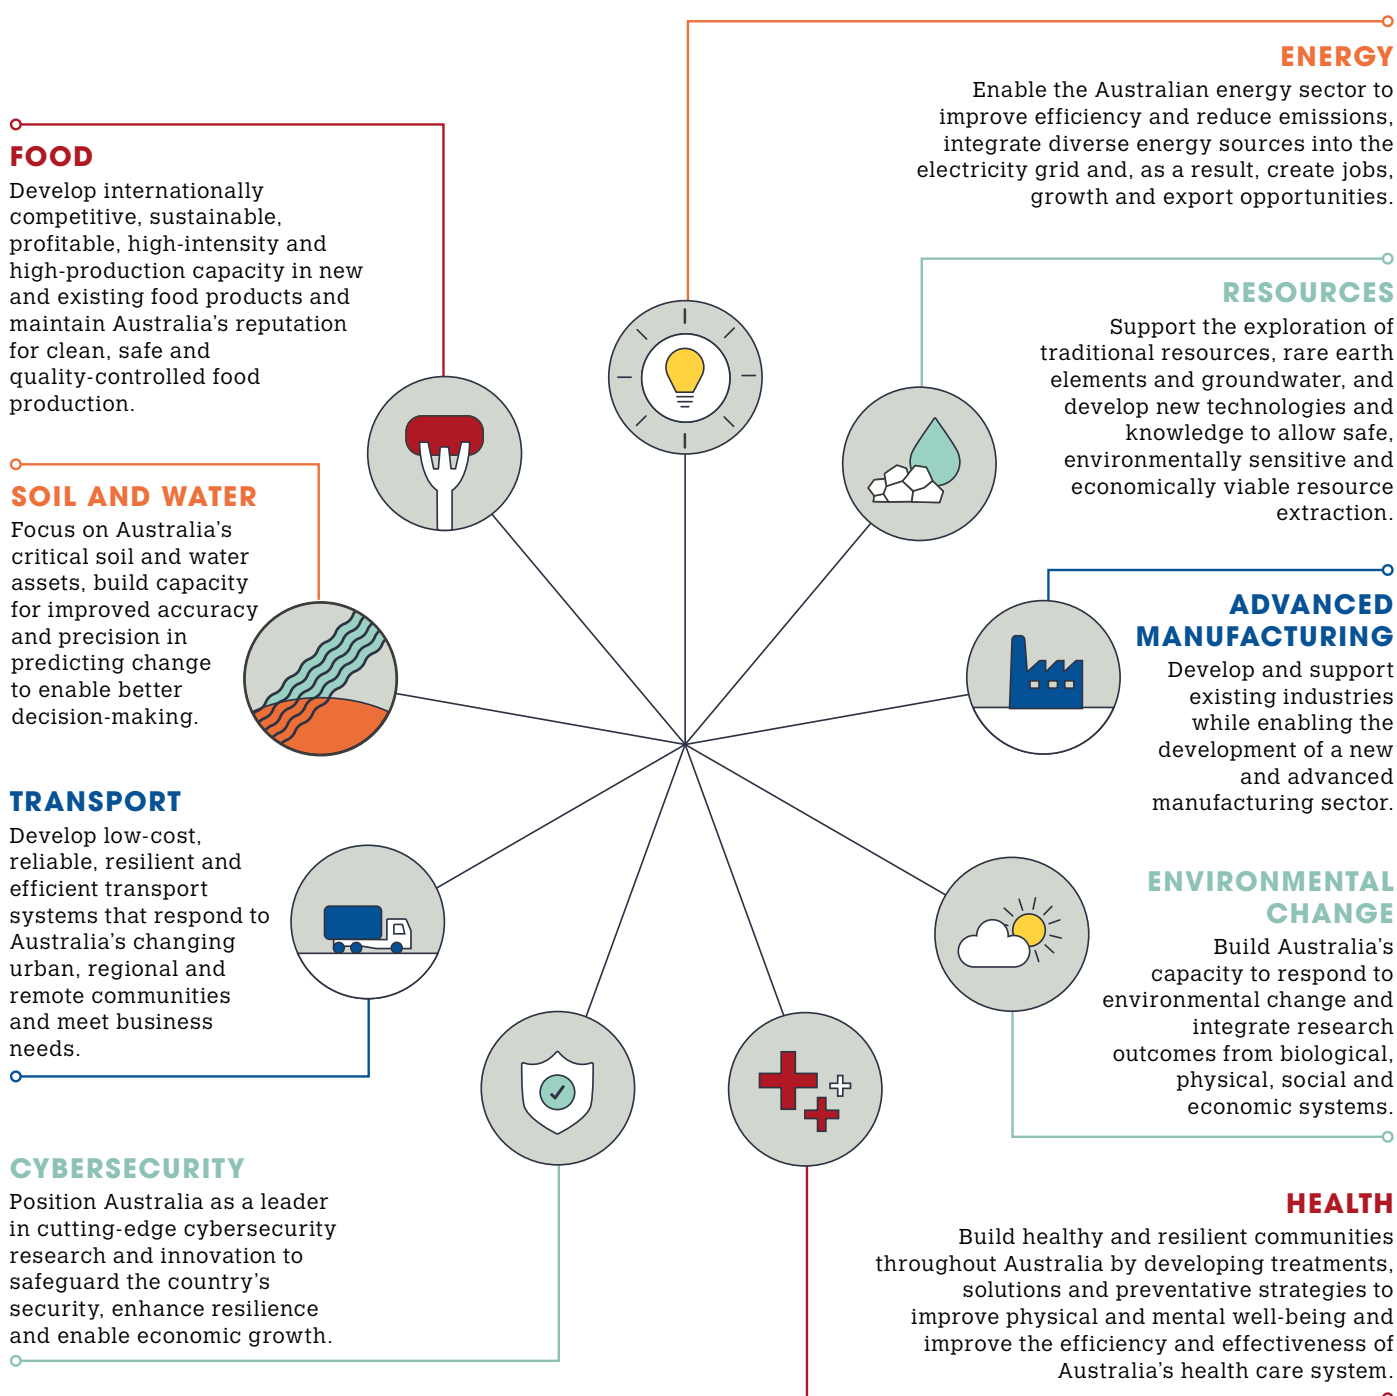 ENERGY
Enable the Australian energy sector to
improve efficiency and reduce emissions,
integrate diverse energy sources into the
electricity grid and, as a result, create jobs,
growth and export opportunities.
FOOD
Develop internationally
competitive, sustainable,
profitable, high-intensity and
high-production capacity in new
and existing food products and
maintain Australia’s reputation
for clean, safe and
quality-controlled food
production.
RESOURCES
Support the exploration of
traditional resources, rare earth
elements and groundwater, and
develop new technologies and
knowledge to allow safe,
environmentally sensitive and
economically viable resource
extraction.
SOIL AND WATER
Focus on Australia’s
critical soil and water
assets, build capacity
for improved accuracy
and precision in
predicting change
to enable better
decision-making.
ADVANCED
MANUFACTURING
Develop and support
existing industries
while enabling the
development of a new
and advanced
manufacturing sector.
TRANSPORT
Develop low-cost,
reliable, resilient and
efficient transport
systems that respond to
Australia’s changing
urban, regional and
remote communities
and meet business
needs.
ENVIRONMENTAL
CHANGE
Build Australia’s
capacity to respond to
environmental change and
integrate research
outcomes from biological,
physical, social and
economic systems.
CYBERSECURITY
Position Australia as a leader
in cutting-edge cybersecurity
research and innovation to
safeguard the country’s
security, enhance resilience
and enable economic growth.
HEALTH
Build healthy and resilient communities
throughout Australia by developing treatments,
solutions and preventative strategies to
improve physical and mental well-being and
improve the efficiency and effectiveness of
Australia’s health care system.